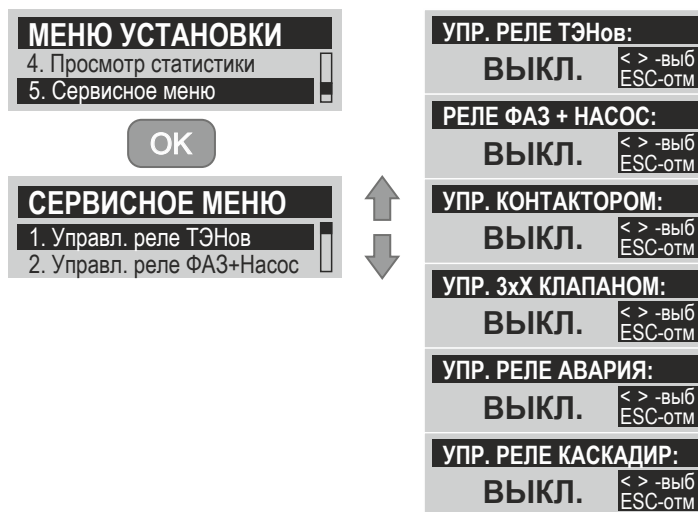 МЕНЮ УСТАНОВКИ
4. Просмотр статистики
5. Сервисное меню
OK
СЕРВИСНОЕ МЕНЮ
1. Управл. реле ТЭНов
2. Управл. реле ФАЗ+Насос
УПР. РЕЛЕ ТЭНов:
ВЫКЛ.
< > -выб
ESC-отм
РЕЛЕ ФАЗ + НАСОС:
ВЫКЛ.
< > -выб
ESC-отм
УПР. КОНТАКТОРОМ:
ВЫКЛ.
< > -выб
ESC-отм
УПР. 3хХ КЛАПАНОМ:
ВЫКЛ.
< > -выб
ESC-отм
УПР. РЕЛЕ АВАРИЯ:
ВЫКЛ.
< > -выб
ESC-отм
УПР. РЕЛЕ КАСКАДИР:
ВЫКЛ.
< > -выб
ESC-отм